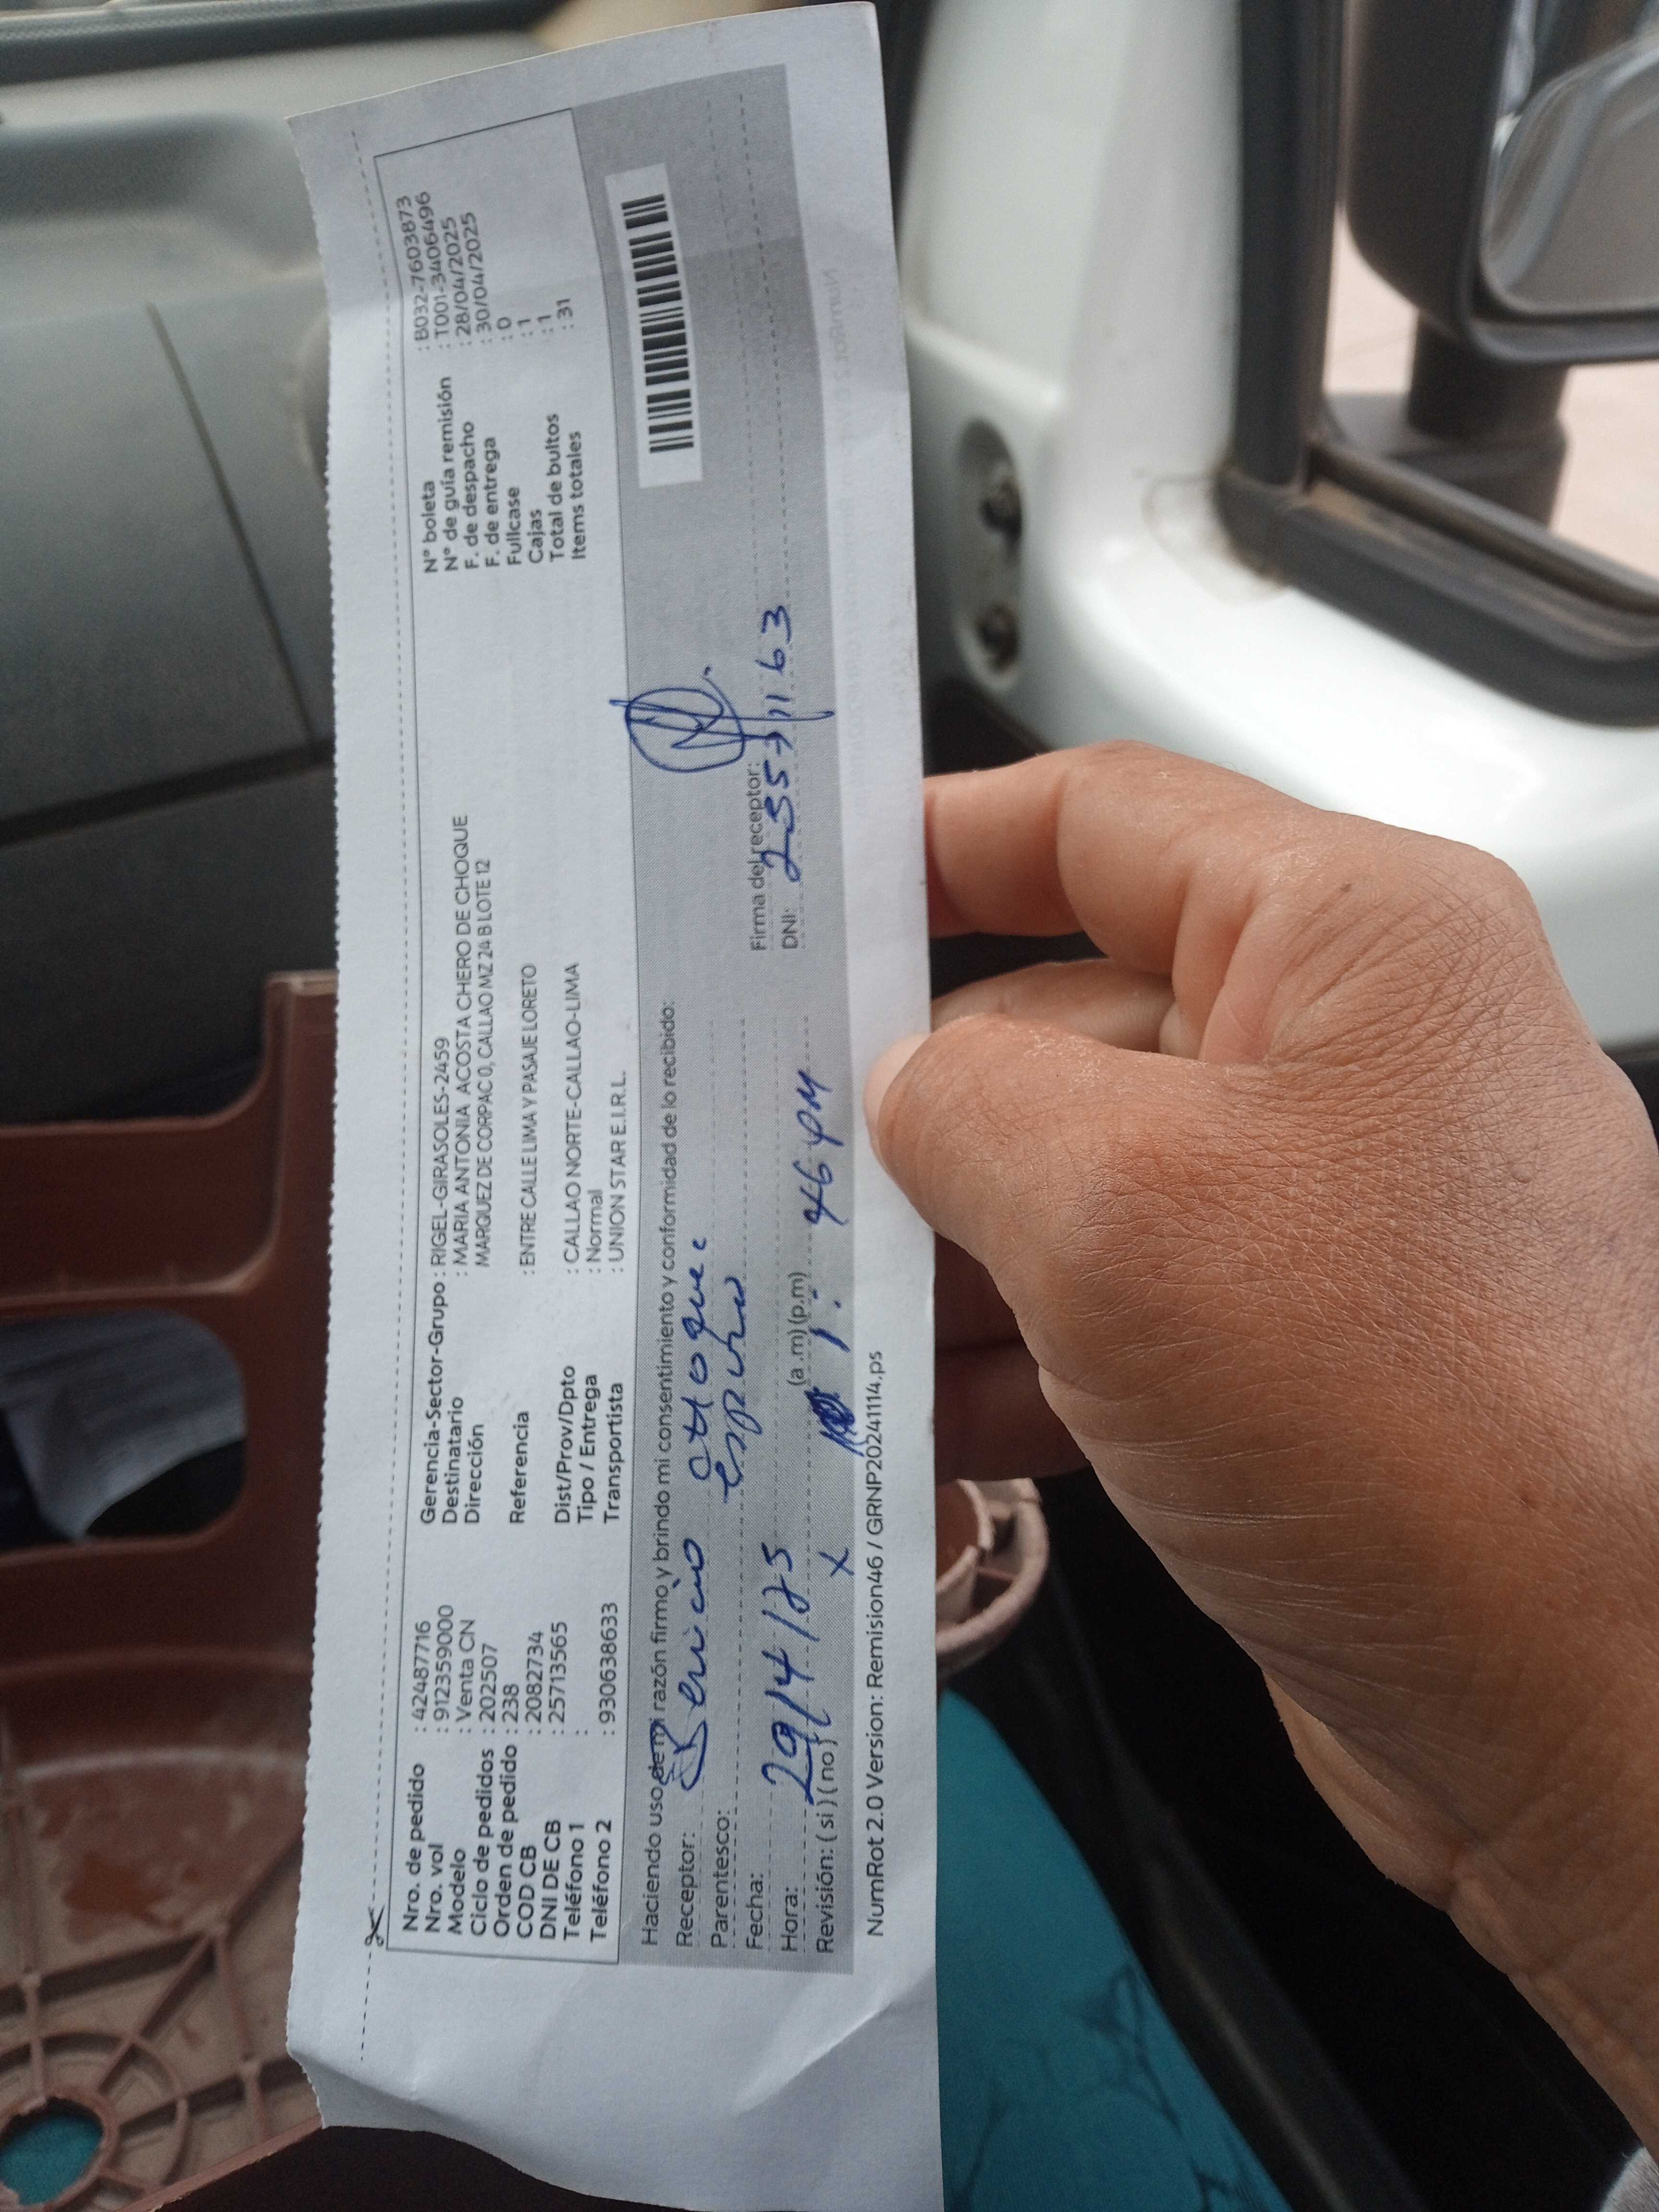 Nro. de pedido : 42487716
Nro. vol : 912359000
Modelo : Venta CN
Ciclo de pedidos : 202507
Orden de pedido : 238
COD CB : 2082734
DNI DE CB : 25713565
Teléfono 1 :
Teléfono 2 : 930638633
Gerencia-Sector-Grupo : RIGEL-GIRASOLES-2459
Destinatario : MARIA ANTONIA ACOSTA CHERO DE CHOQUE
Dirección MARQUEZ DE CORPAC 0, CALLAO MZ 24 B LOTE 12
Referencia : ENTRE CALLE LIMA Y PASAJE LORETO
Dist/Prov/Dpto : CALLAO NORTE-CALLAO-LIMA
Tipo / Entrega : Normal
Transportista : UNION STAR E.I.R.L.
N° boleta : B032-7603873
N° de guía remisión : T001-3406496
F. de despacho : 28/04/2025
F. de entrega : 30/04/2025
Fullcase : 0
Cajas : 1
Total de bultos : 1
Items totales : 31
Haciendo uso de mi razón firmo y brindo mi consentimiento y conformidad de lo recibido:
Receptor: CHoque
Parentesco:
Fecha: 29/4/25
Hora: (a.m) (p.m) 1:46 PM
Revisión: (si) (no) X
Firma del receptor:
DNI:
NumRot 2.0 Version: Remision46 / GRNP20241114.ps